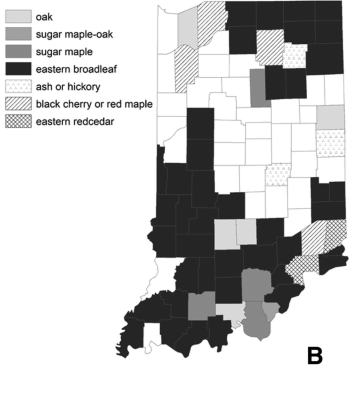 oak
sugar maple-oak
sugar maple
eastern broadleaf
ash or hickory
black cherry or red maple
eastern redcedar
B